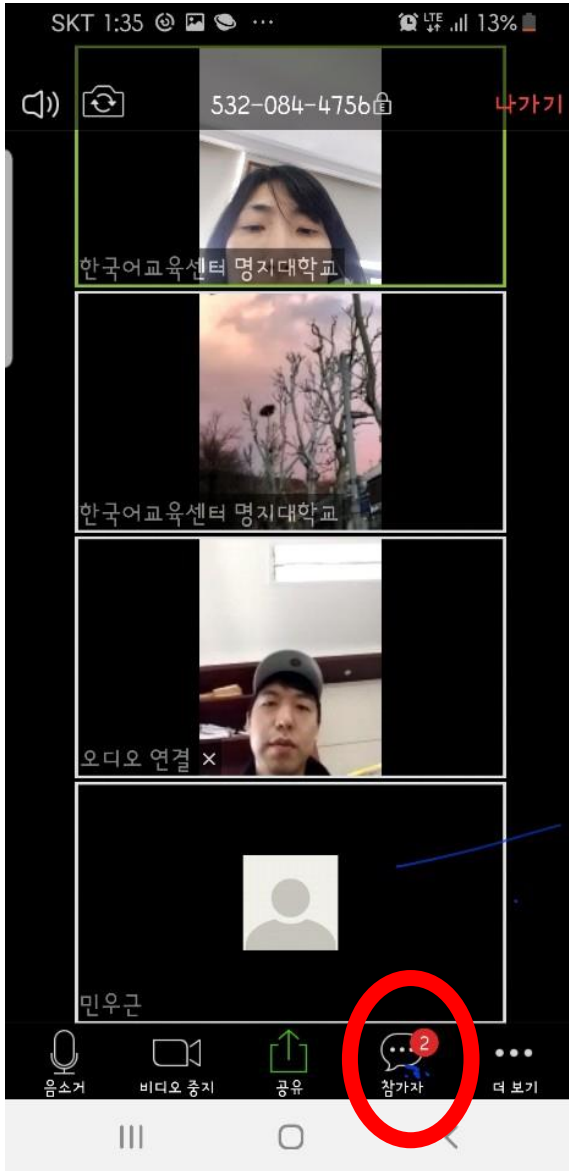 SKT 1:35 ... LTE 13%
532-084-4756 나가기
한국어교육센터 명지대학교
한국어교육센터 명지대학교
오디오 연결 ×
민우근
2
음소거 비디오 중지 공유 참가자 더 보기